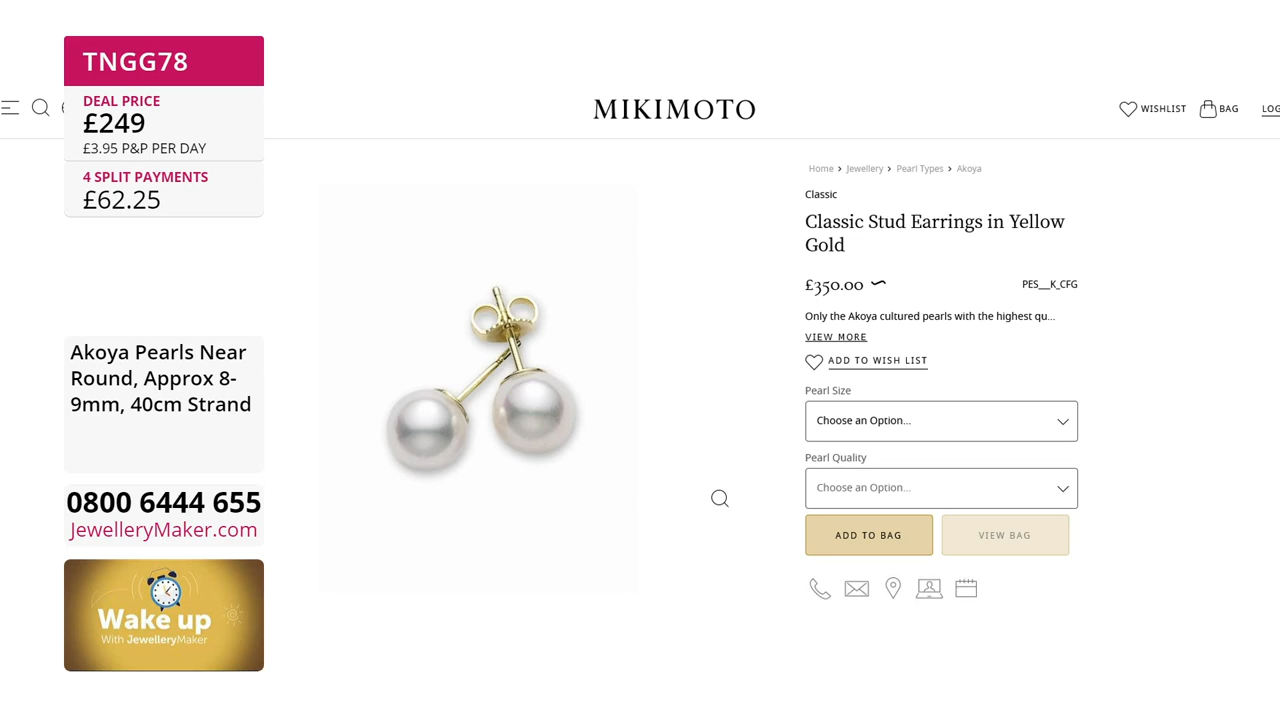 TNGG78
DEAL PRICE
£249
£3.95 P&P PER DAY
4 SPLIT PAYMENTS
£62.25
Akoya Pearls Near
Round, Approx 8-
9mm, 40cm Strand
0800 6444 655
JewelleryMaker.com
Wake up
With JewelleryMaker
MIKIMOTO
WISHLIST
BAG
LOG
Home > Jewellery > Pearl Types > Akoya
Classic
Classic Stud Earrings in Yellow
Gold
£350.00
PES__K_CFG
Only the Akoya cultured pearls with the highest qu...
VIEW MORE
ADD TO WISH LIST
Pearl Size
Choose an Option...
Pearl Quality
Choose an Option...
ADD TO BAG
VIEW BAG